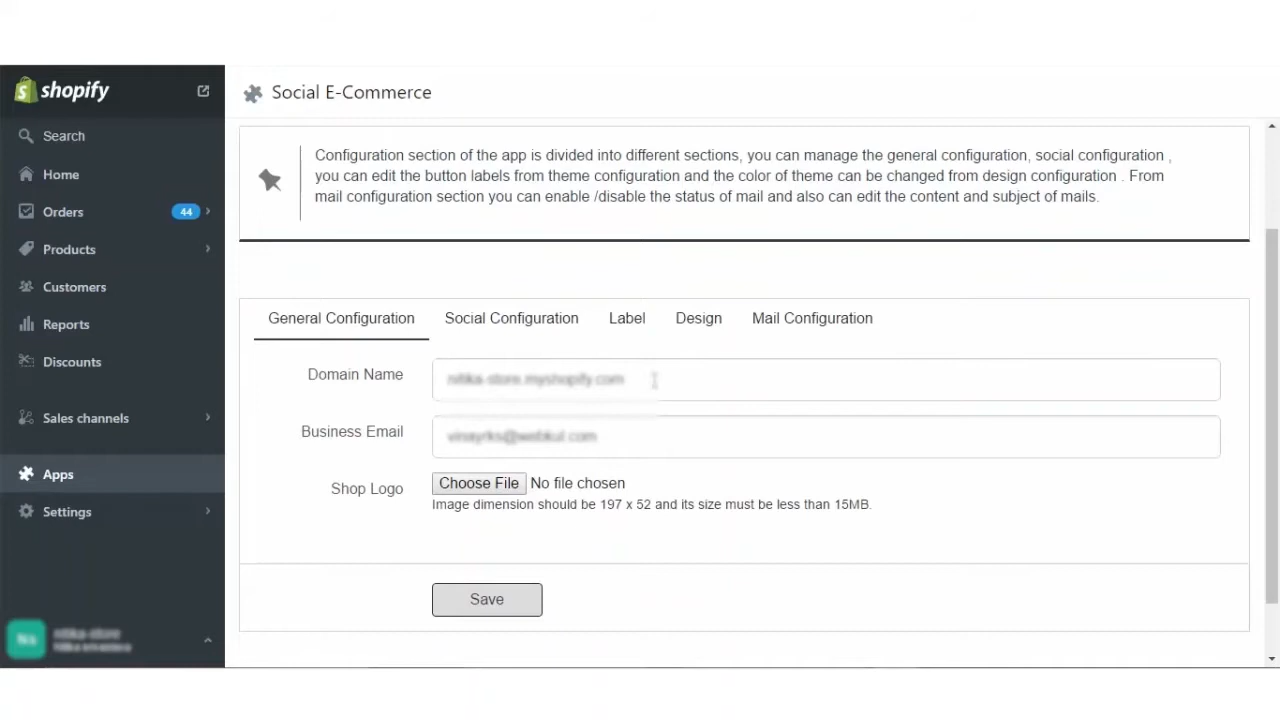 shopify
Social E-Commerce
Search
Home
Orders 44
Products
Customers
Reports
Discounts
Sales channels
Apps
Settings
Configuration section of the app is divided into different sections, you can manage the general configuration, social configuration ,
you can edit the button labels from theme configuration and the color of theme can be changed from design configuration . From
mail configuration section you can enable /disable the status of mail and also can edit the content and subject of mails.
General Configuration Social Configuration Label Design Mail Configuration
Domain Name
Business Email
Shop Logo Choose File No file chosen
Image dimension should be 197 x 52 and its size must be less than 15MB.
Save